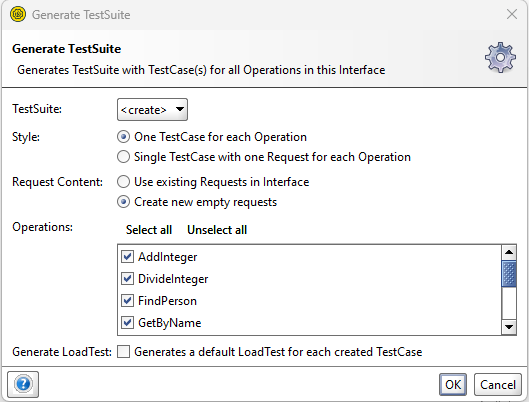 Generate TestSuite
Generate TestSuite
Generates TestSuite with TestCase(s) for all Operations in this Interface
TestSuite: <create>
Style: One TestCase for each Operation
Single TestCase with one Request for each Operation
Request Content: Use existing Requests in Interface
Create new empty requests
Operations: Select all Unselect all
AddInteger
DivideInteger
FindPerson
GetByName
Generate LoadTest: Generates a default LoadTest for each created TestCase
? OK Cancel